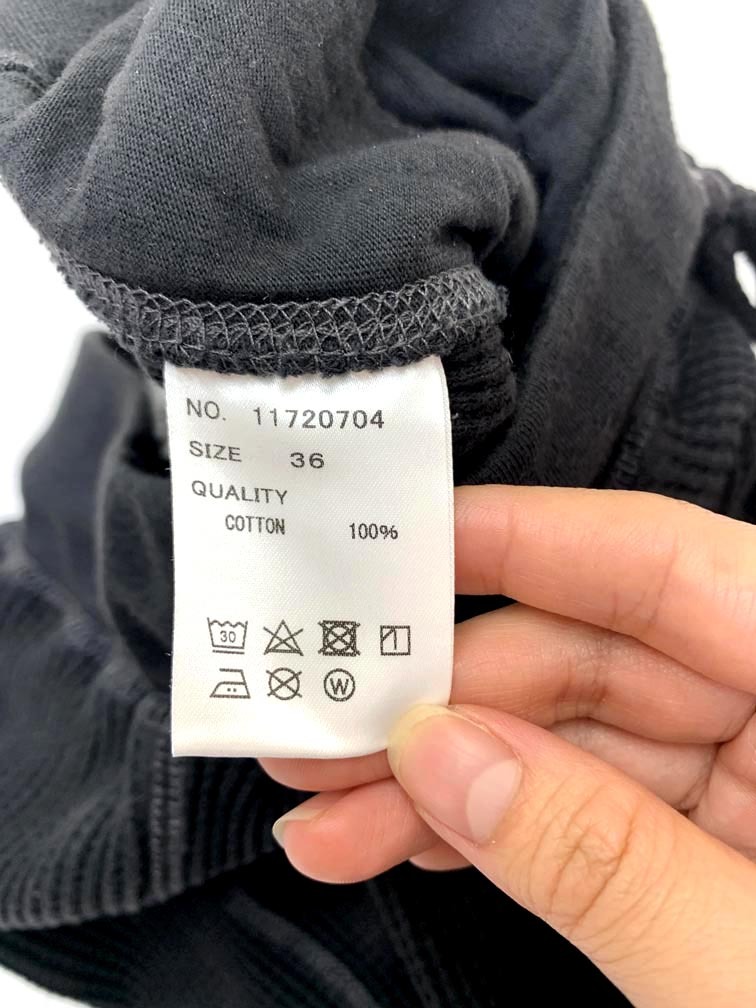 NO. 11720704
SIZE 36
QUALITY
COTTON 100%
30
W